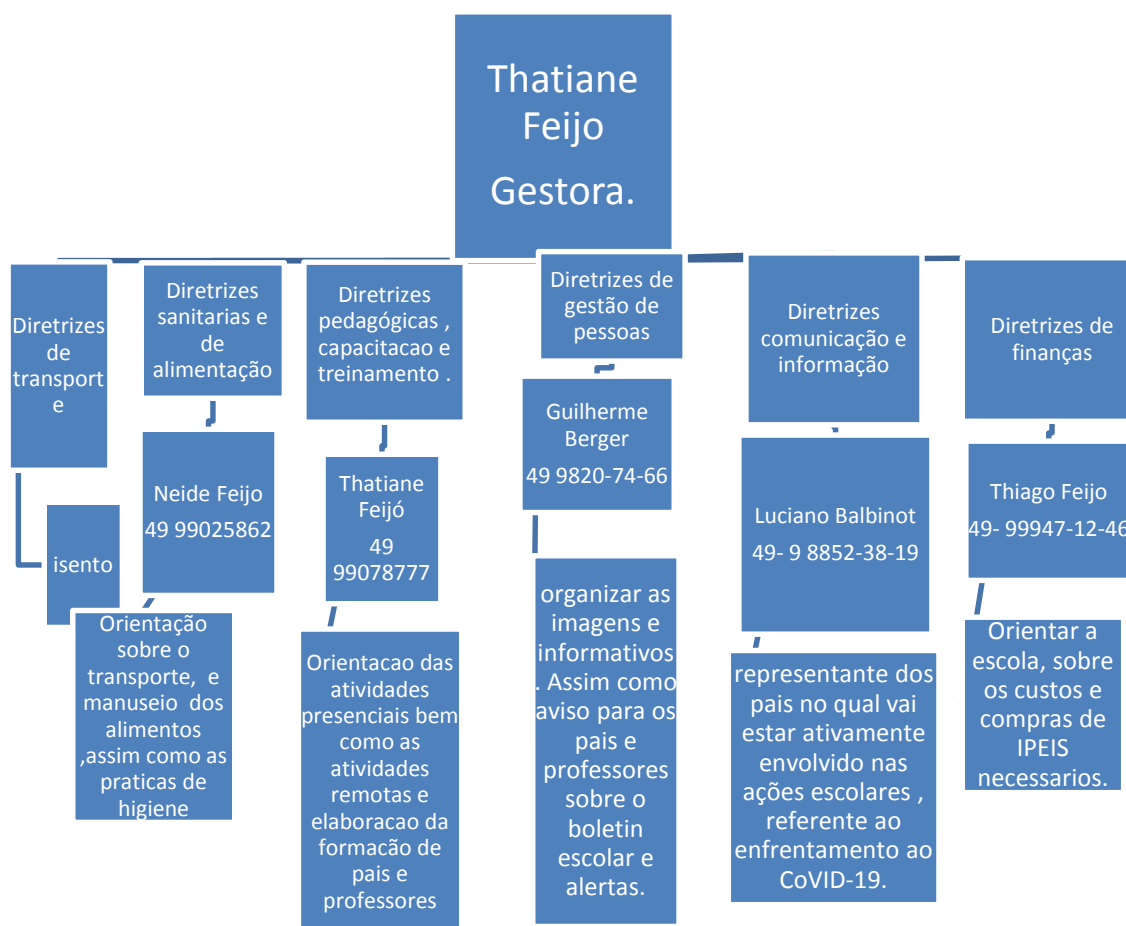 Thatiane
Feijo
Gestora.
Diretrizes
de
transport
e
isento
Diretrizes
sanitarias e
de
alimentação
Neide Feijo
49 99025862
Orientação
sobre o
transporte, e
manuseio dos
alimentos
,assim como as
praticas de
higiene
Diretrizes
pedagógicas ,
capacitacao e
treinamento .
Thatiane
Feijó
49
99078777
Orientacao das
atividades
presenciais bem
como as
atividades
remotas e
elaboracao da
formacão de
pais e
professores
Diretrizes de
gestão de
pessoas
Guilherme
Berger
49 9820-74-66
organizar as
imagens e
informativos
. Assim como
aviso para os
pais e
professores
sobre o
boletin
escolar e
alertas.
Diretrizes
comunicação e
informação
Luciano Balbinot
49- 9 8852-38-19
representante dos
pais no qual vai
estar ativamente
envolvido nas
ações escolares ,
referente ao
enfrentamento ao
CoVID-19.
Diretrizes de
finanças
Thiago Feijo
49- 99947-12-46
Orientar a
escola, sobre
os custos e
compras de
IPEIS
necessarios.